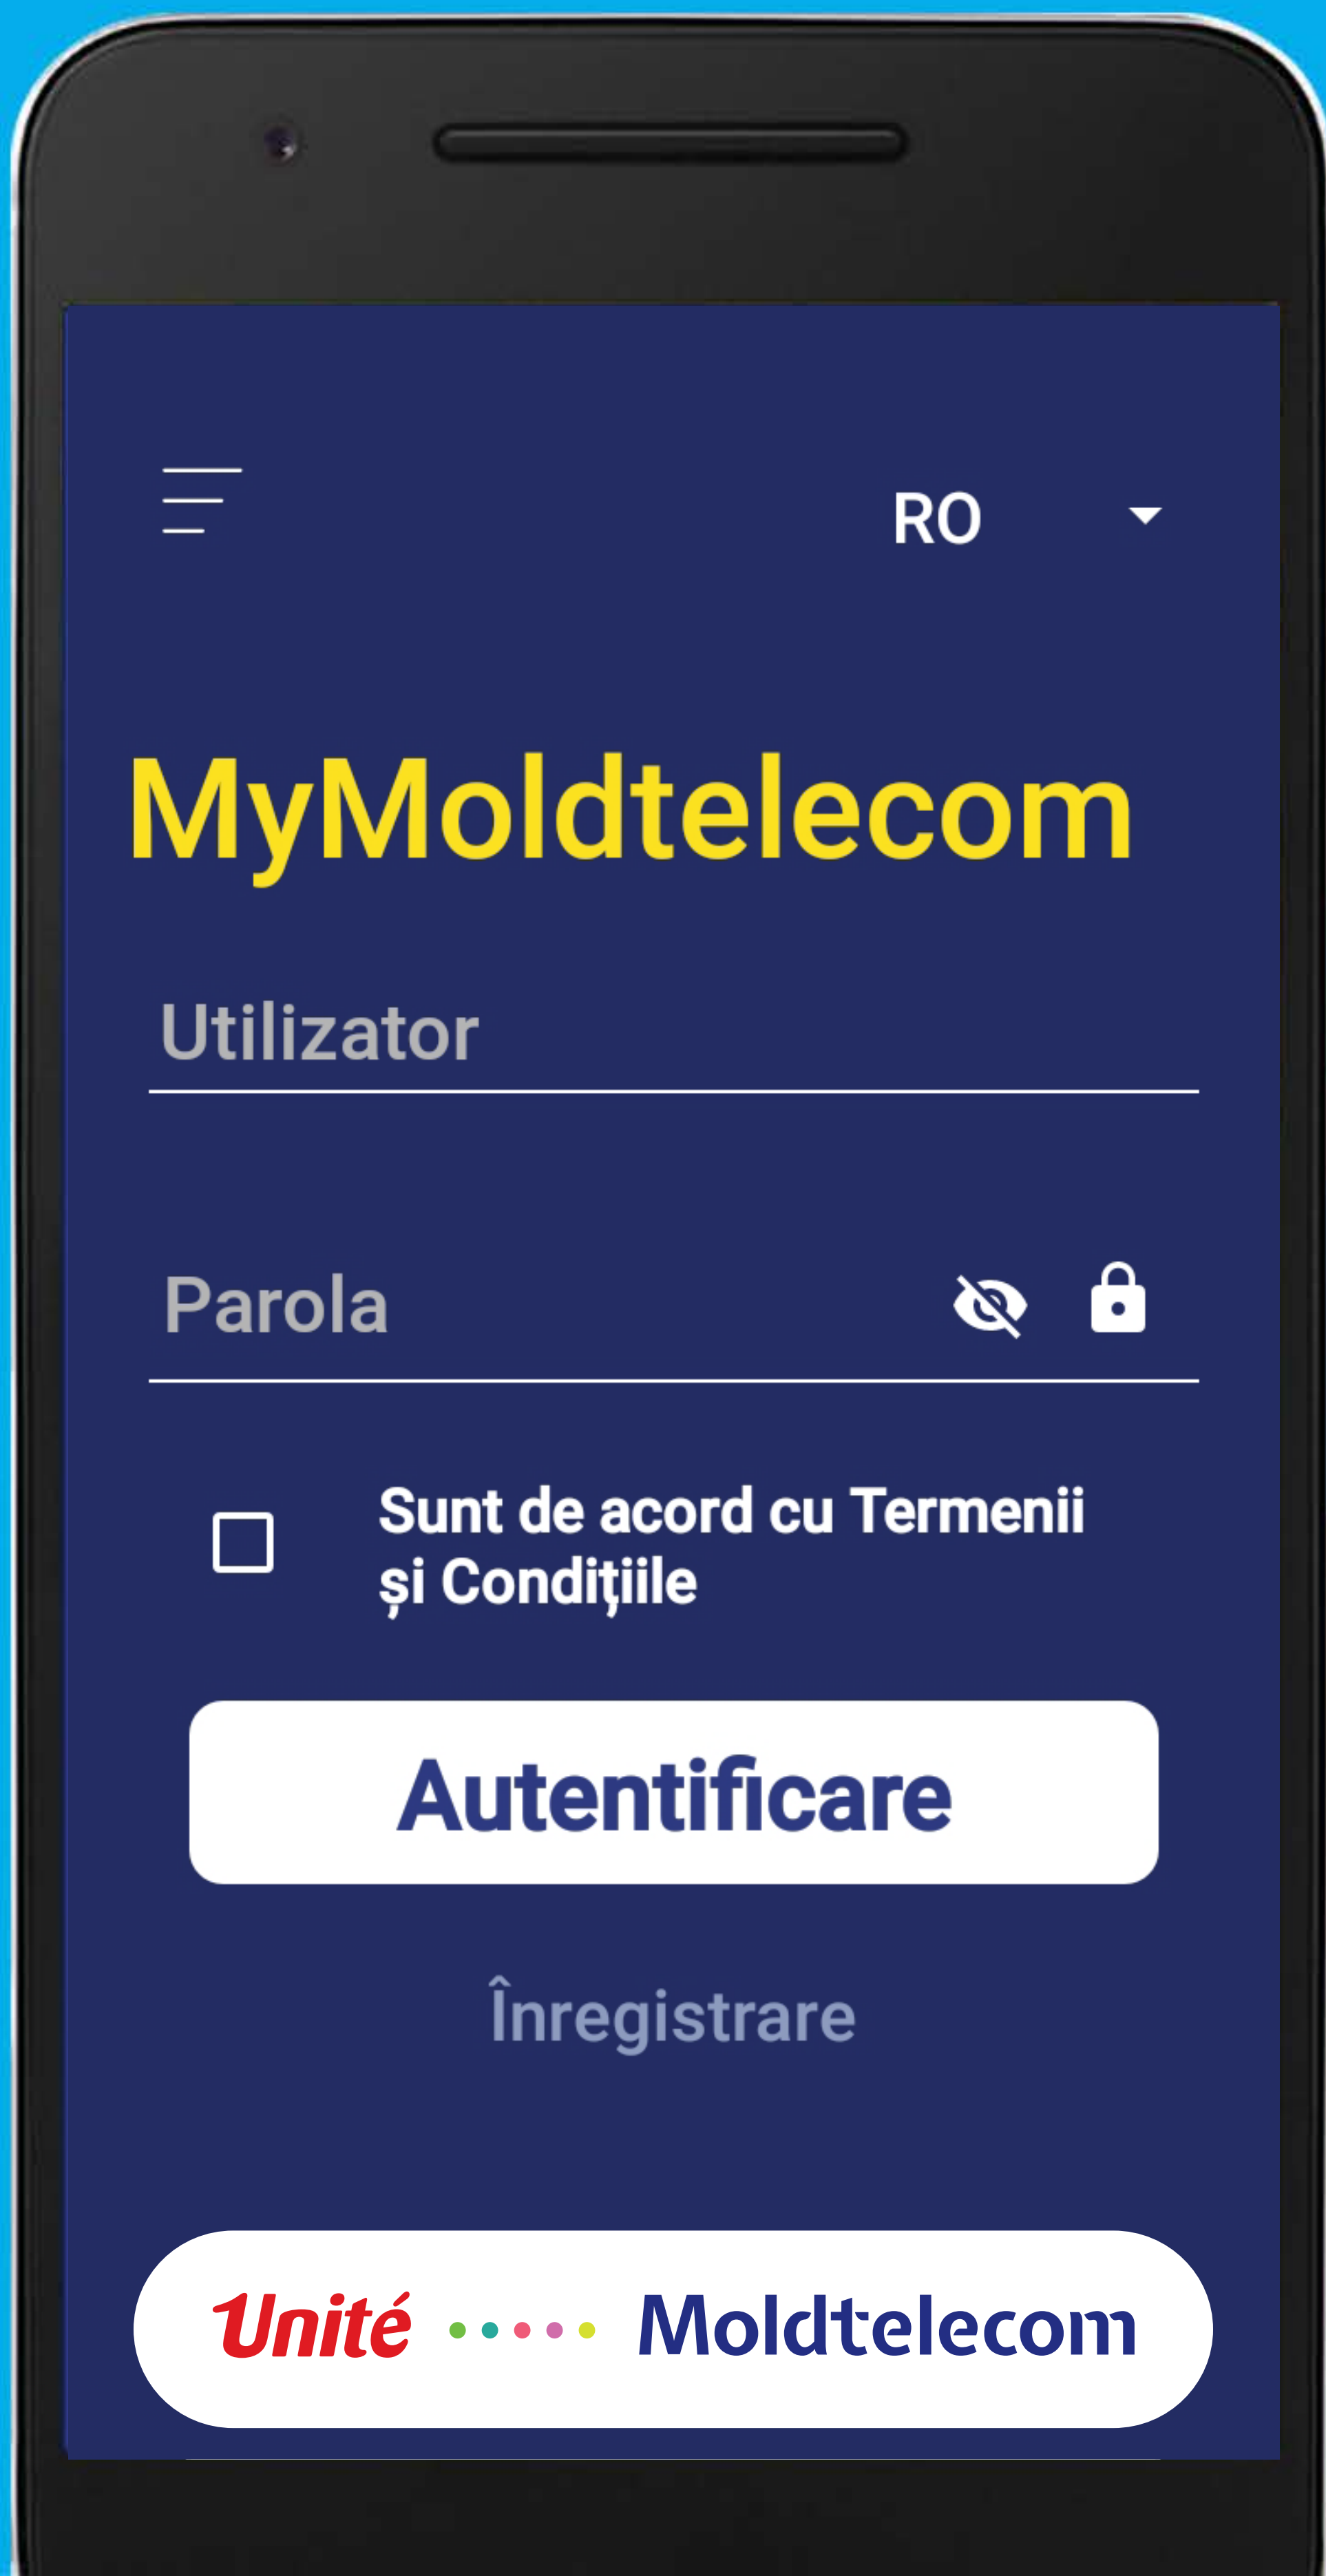 RO
MyMoldtelecom
Utilizator
Parola
Sunt de acord cu Termenii
și Condițiile
Autentificare
Înregistrare
Unité Moldtelecom